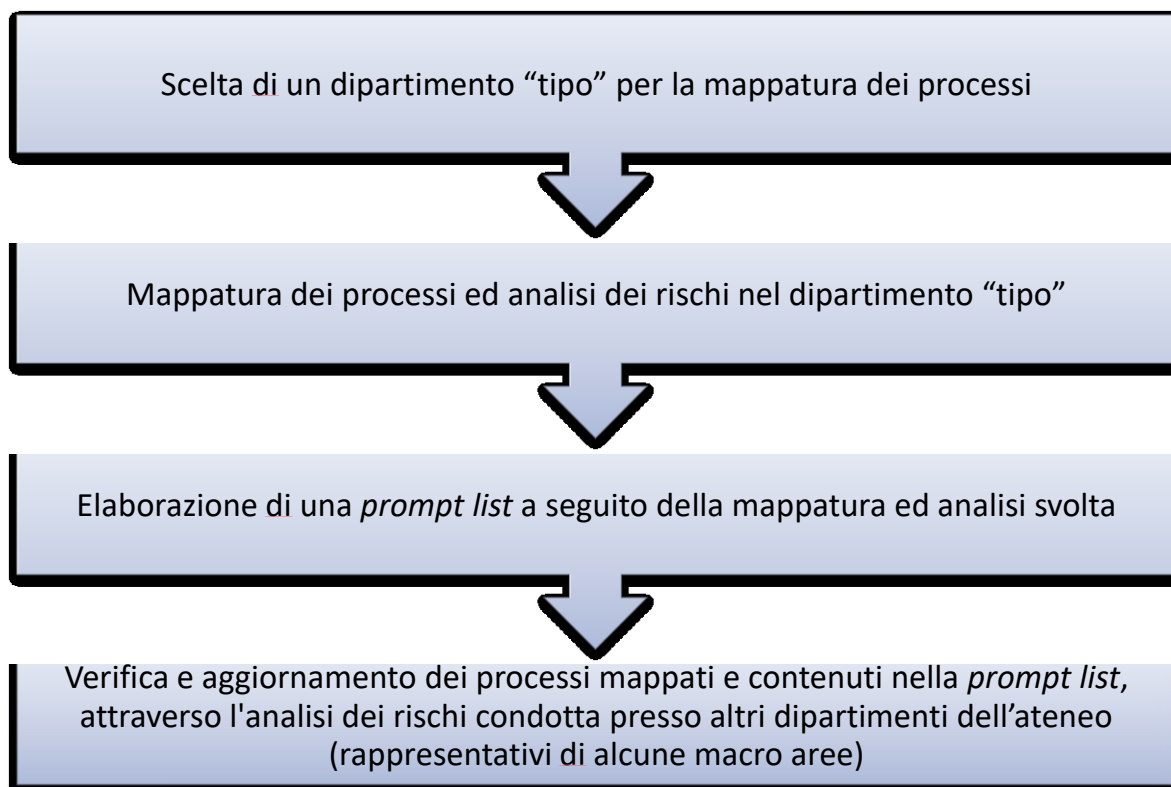 Scelta di un dipartimento “tipo” per la mappatura dei processi
Mappatura dei processi ed analisi dei rischi nel dipartimento “tipo”
Elaborazione di una prompt list a seguito della mappatura ed analisi svolta
Verifica e aggiornamento dei processi mappati e contenuti nella prompt list,
attraverso l'analisi dei rischi condotta presso altri dipartimenti dell’ateneo
(rappresentativi di alcune macro aree)